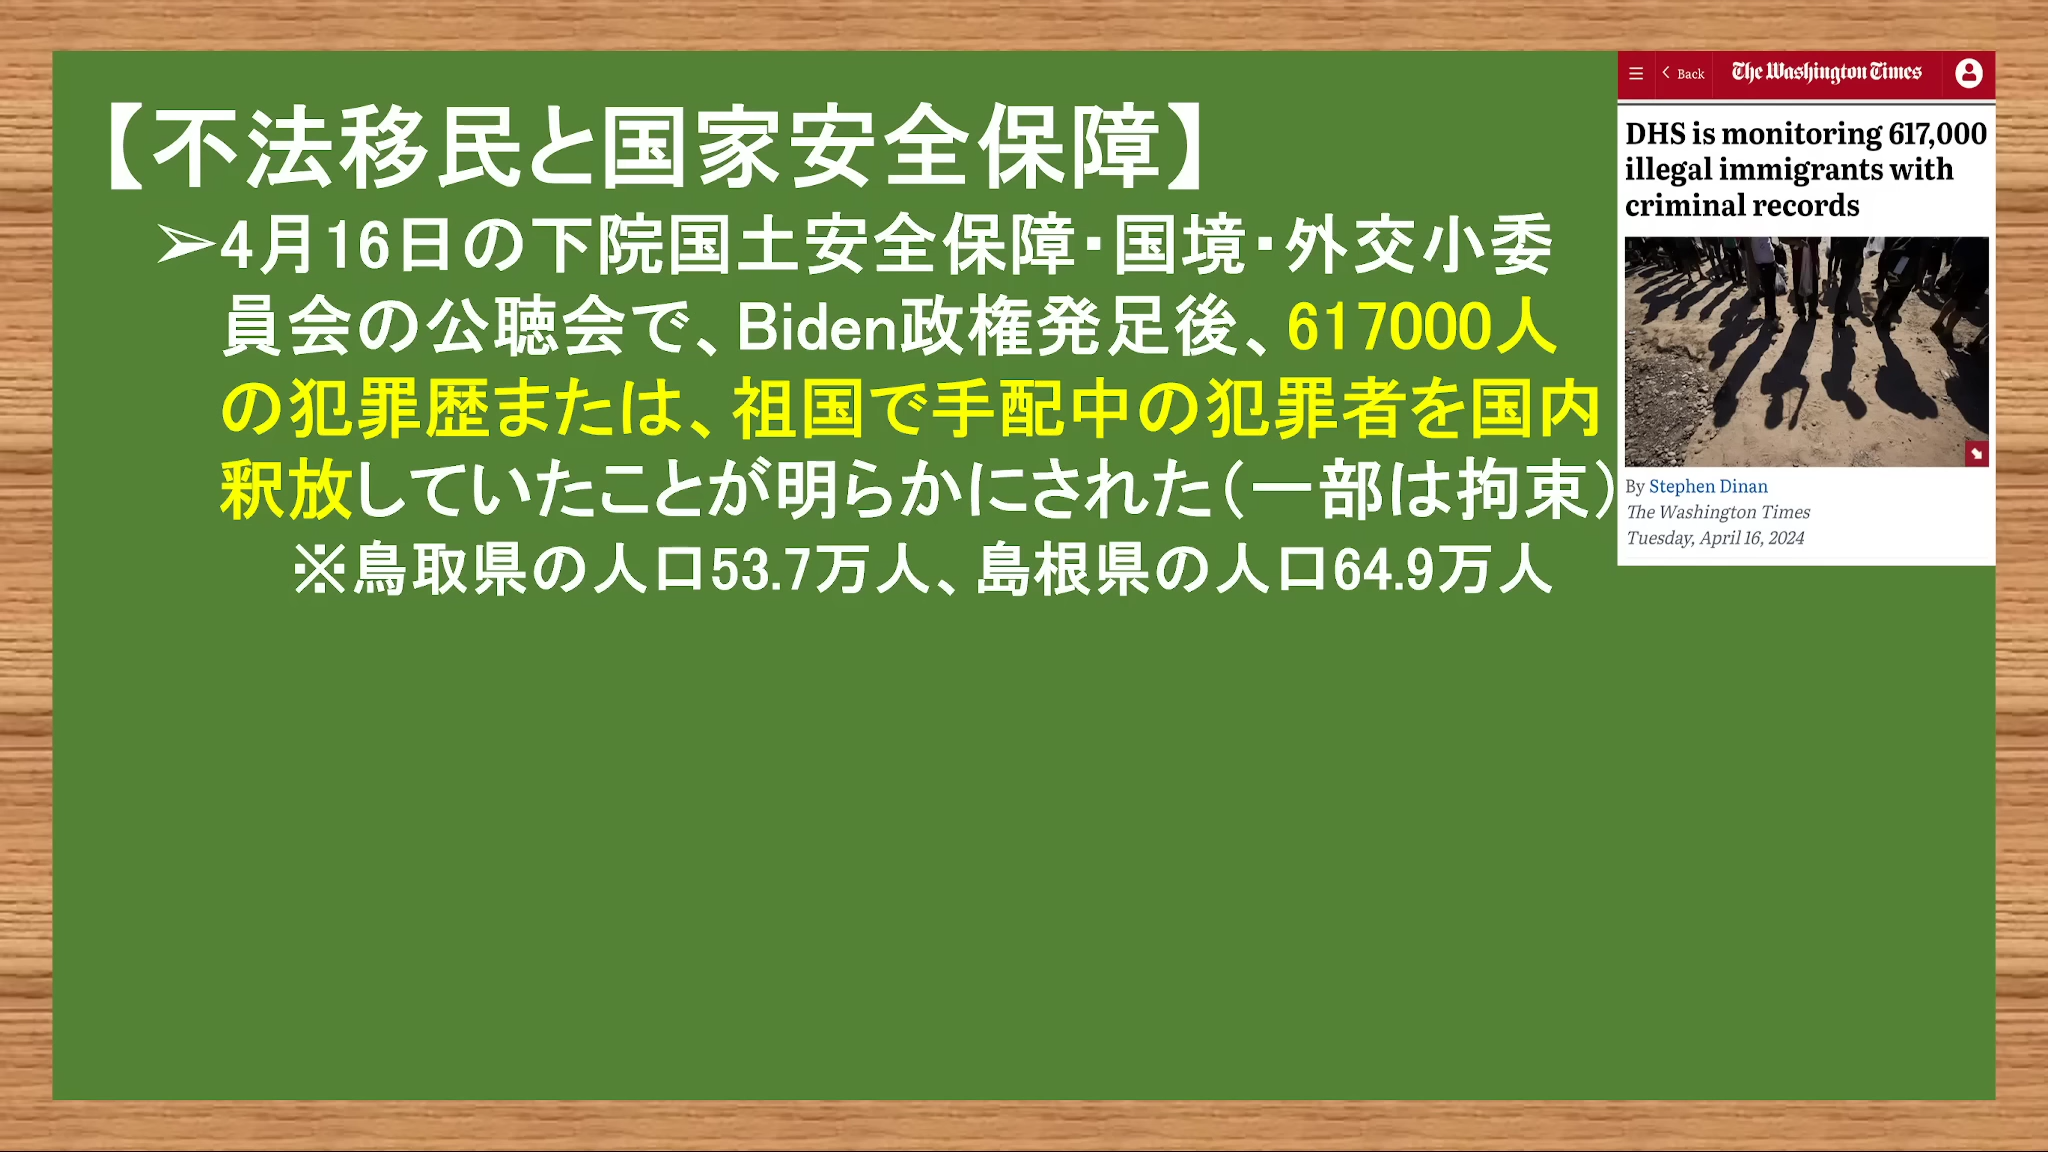 【不法移民と国家安全保障】
➢4月16日の下院国土安全保障・国境・外交小委
員会の公聴会で、Biden政権発足後、617000人
の犯罪歴または、祖国で手配中の犯罪者を国内
釈放していたことが明らかにされた（一部は拘束）
※鳥取県の人口53.7万人、島根県の人口64.9万人
Back
The Washington Times
DHS is monitoring 617,000
illegal immigrants with
criminal records
By Stephen Dinan
The Washington Times
Tuesday, April 16, 2024